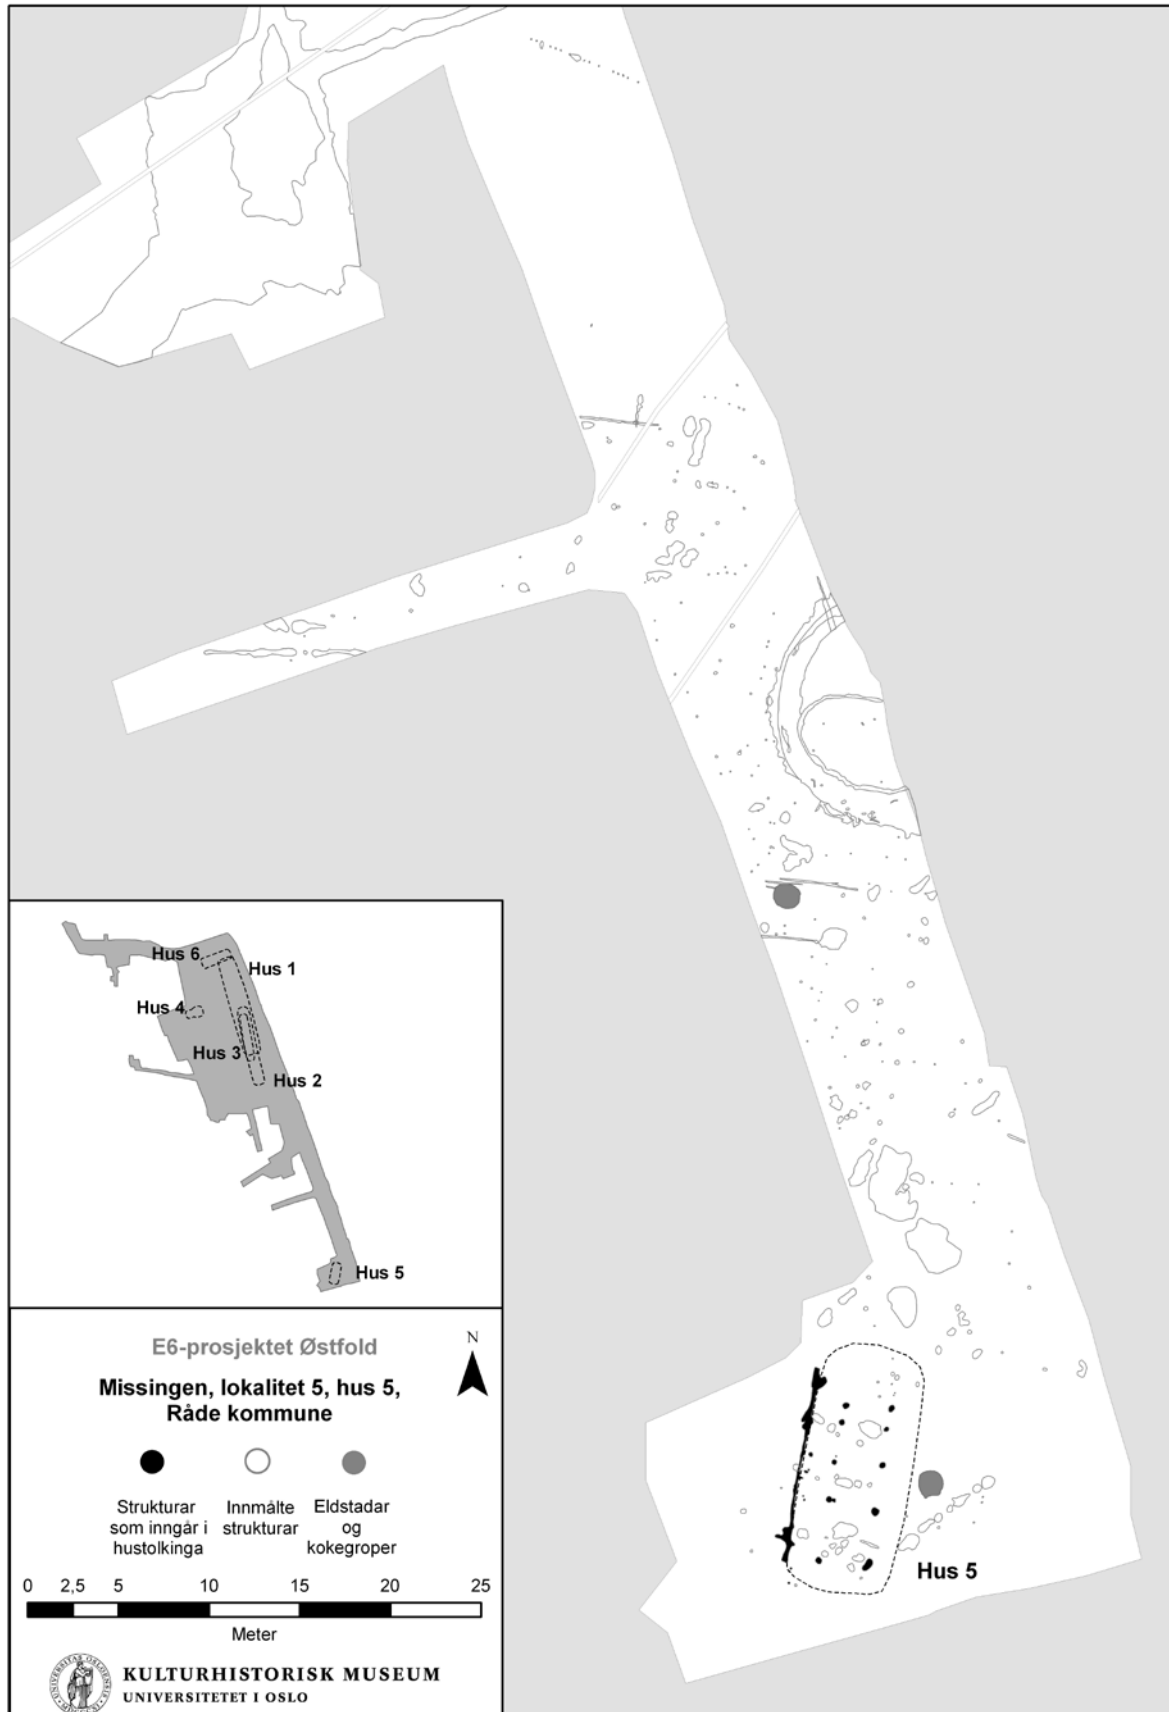 Hus 6
Hus 1
Hus 4
Hus 3
Hus 2
Hus 5
E6-prosjektet Østfold
N
Missingen, lokalitet 5, hus 5,
Råde kommune
Strukturar
som inngår i
hustolkinga
Innmålte
strukturar
Eldstadar
og
kokegroper
0 2,5 5 10 15 20 25
Meter
KULTURHISTORISK MUSEUM
UNIVERSITETET I OSLO
Hus 5